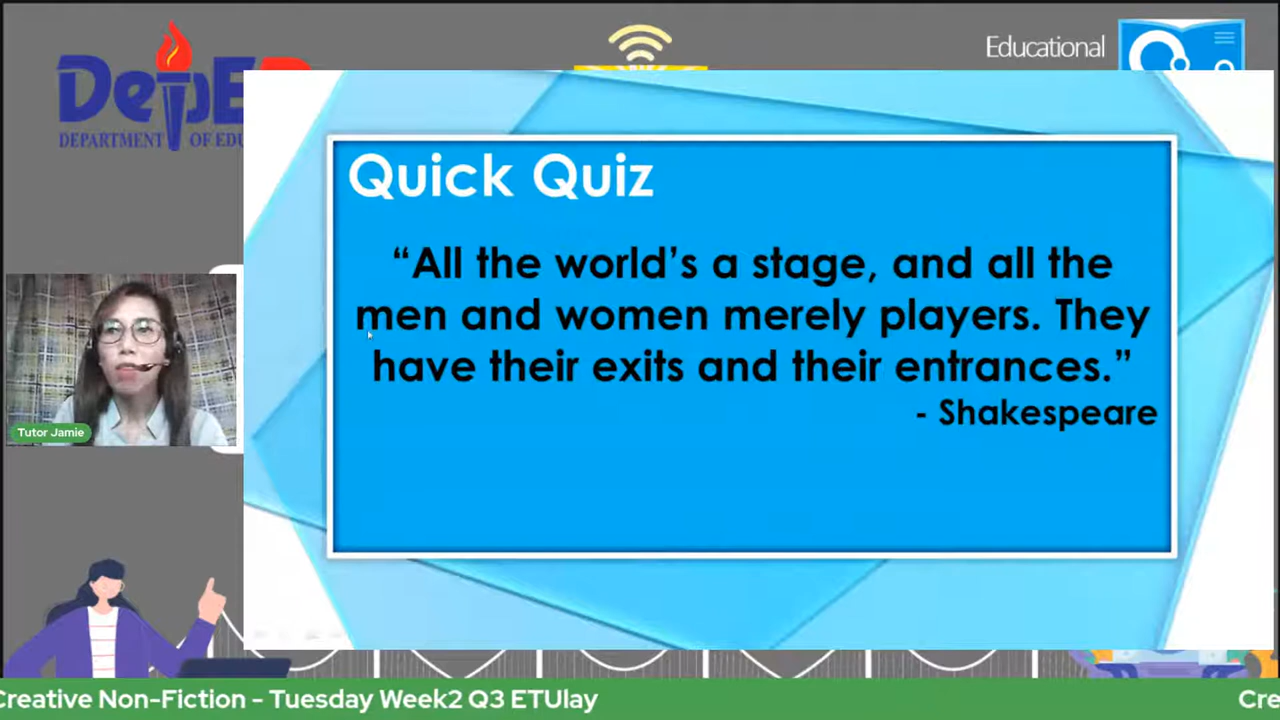 DepE
DEPARTMENT OF EDU
Educational
Quick Quiz
“All the world’s a stage, and all the
men and women merely players. They
have their exits and their entrances.”
- Shakespeare
Tutor Jamie
Creative Non-Fiction - Tuesday Week2 Q3 ETUlay
Cre